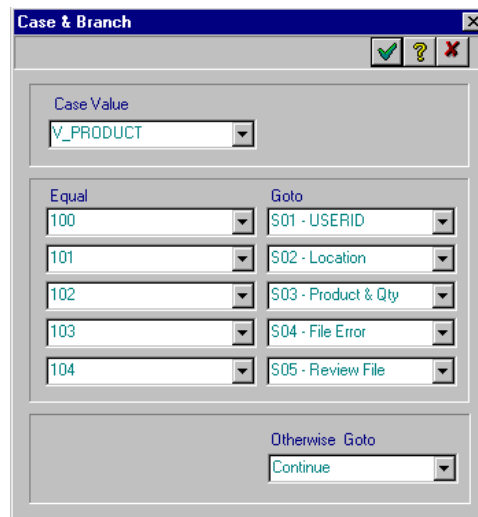 Case & Branch
Case Value
V_PRODUCT
Equal Goto
100 S01 - USERID
101 S02 - Location
102 S03 - Product & Qty
103 S04 - File Error
104 S05 - Review File
Otherwise Goto
Continue